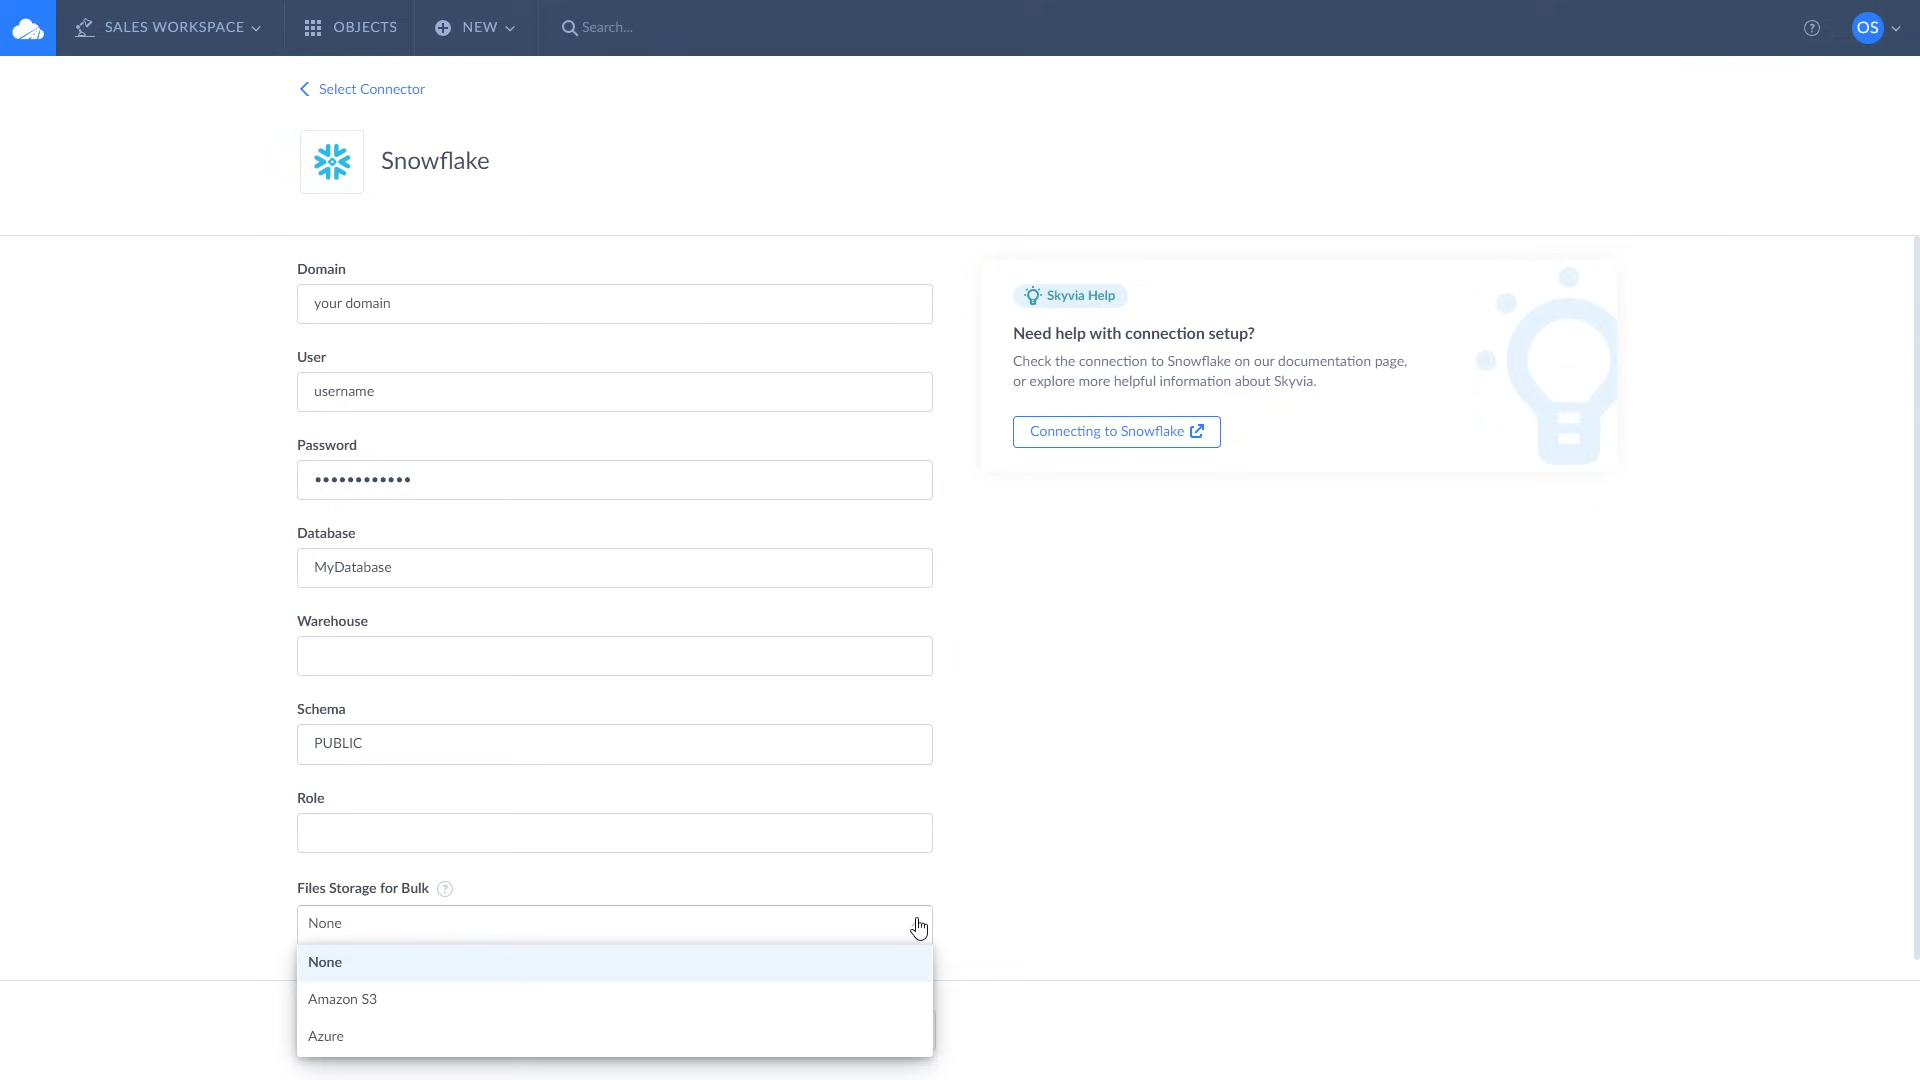 SALES WORKSPACE
OBJECTS
NEW
Search...
?
OS
Select Connector
Snowflake
Domain
your domain
User
username
Password
••••••••••••
Database
MyDatabase
Warehouse
Schema
PUBLIC
Role
Files Storage for Bulk ?
None
None
Amazon S3
Azure
Skyvia Help
Need help with connection setup?
Check the connection to Snowflake on our documentation page,
or explore more helpful information about Skyvia.
Connecting to Snowflake